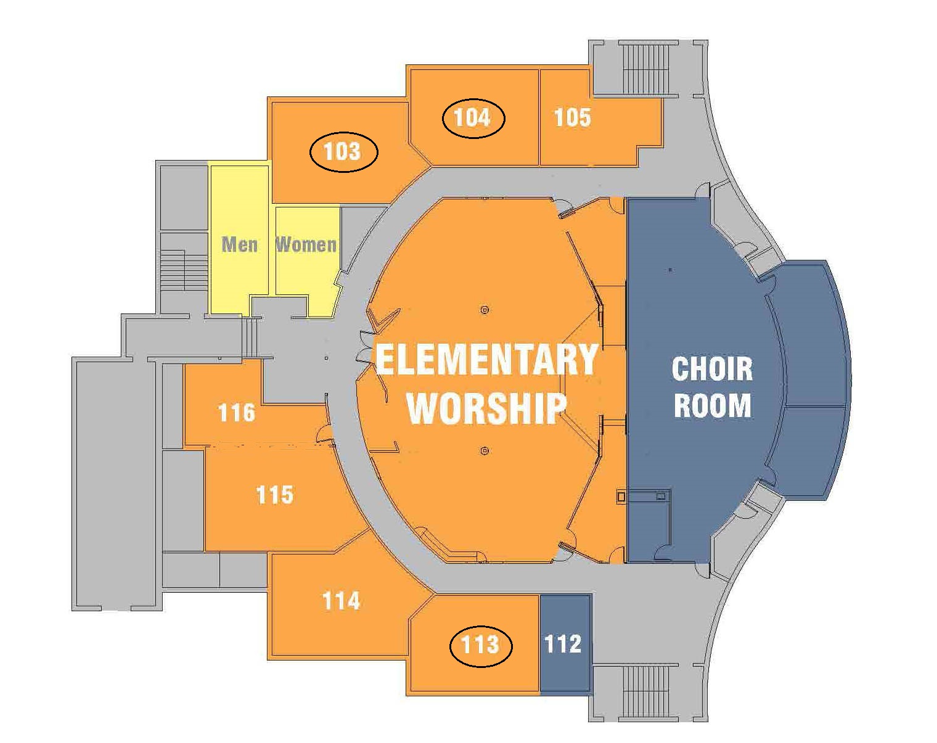 104
105
103
Men
Women
ELEMENTARY
WORSHIP
CHOIR
ROOM
116
115
114
113
112